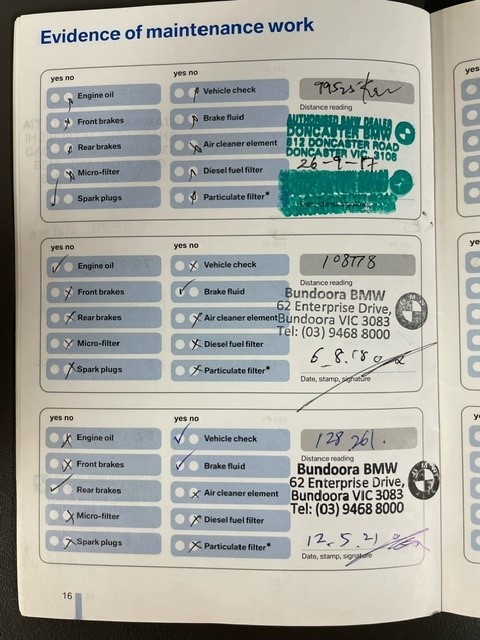 Evidence of maintenance work
yes no
yes no
Engine oil
Vehicle check
99525 Km
Distance reading
Front brakes
Brake fluid
AUTHORISED BMW DEALER
DONCASTER BMW
812 DONCASTER ROAD
DONCASTER VIC. 3108
Rear brakes
Air cleaner element
26-9-17
Micro-filter
Diesel fuel filter
Spark plugs
Particulate filter*
yes no
yes no
Engine oil
Vehicle check
108778
Distance reading
Front brakes
Brake fluid
Bundoora BMW
62 Enterprise Drive,
Bundoora VIC 3083
Tel: (03) 9468 8000
Rear brakes
Air cleaner element
Micro-filter
Diesel fuel filter
6.8.18
Spark plugs
Particulate filter*
Date, stamp, signature
yes no
yes no
Engine oil
Vehicle check
128261.
Distance reading
Front brakes
Brake fluid
Bundoora BMW
62 Enterprise Drive,
Bundoora VIC 3083
Tel: (03) 9468 8000
Rear brakes
Air cleaner element
Micro-filter
Diesel fuel filter
12.5.21
Spark plugs
Particulate filter*
Date, stamp, signature
16
yes
yes
ye